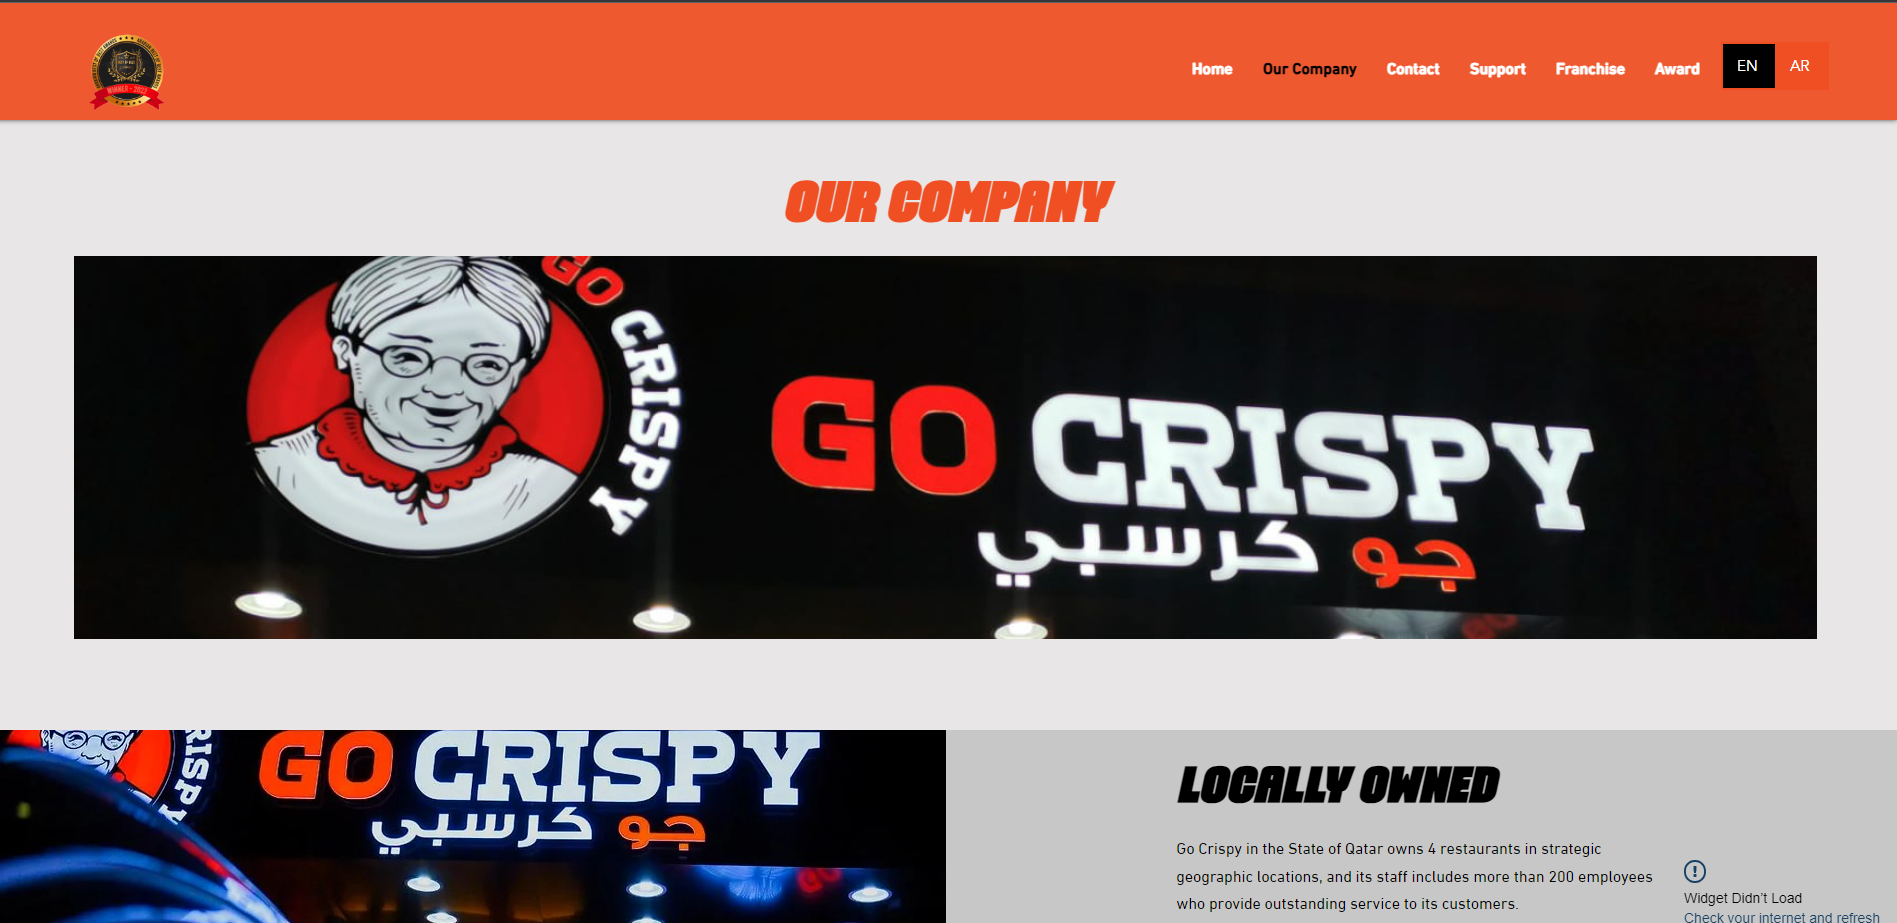 WINNER - 2022
Home Our Company Contact Support Franchise Award EN AR
OUR COMPANY
GO CRISPY
GO CRISPY
جو كرسبي
RISPY
GO CRISPY
جو كرسبي
GO
LOCALLY OWNED
Go Crispy in the State of Qatar owns 4 restaurants in strategic
geographic locations, and its staff includes more than 200 employees
who provide outstanding service to its customers.
Widget Didn't Load
Check your internet and refresh